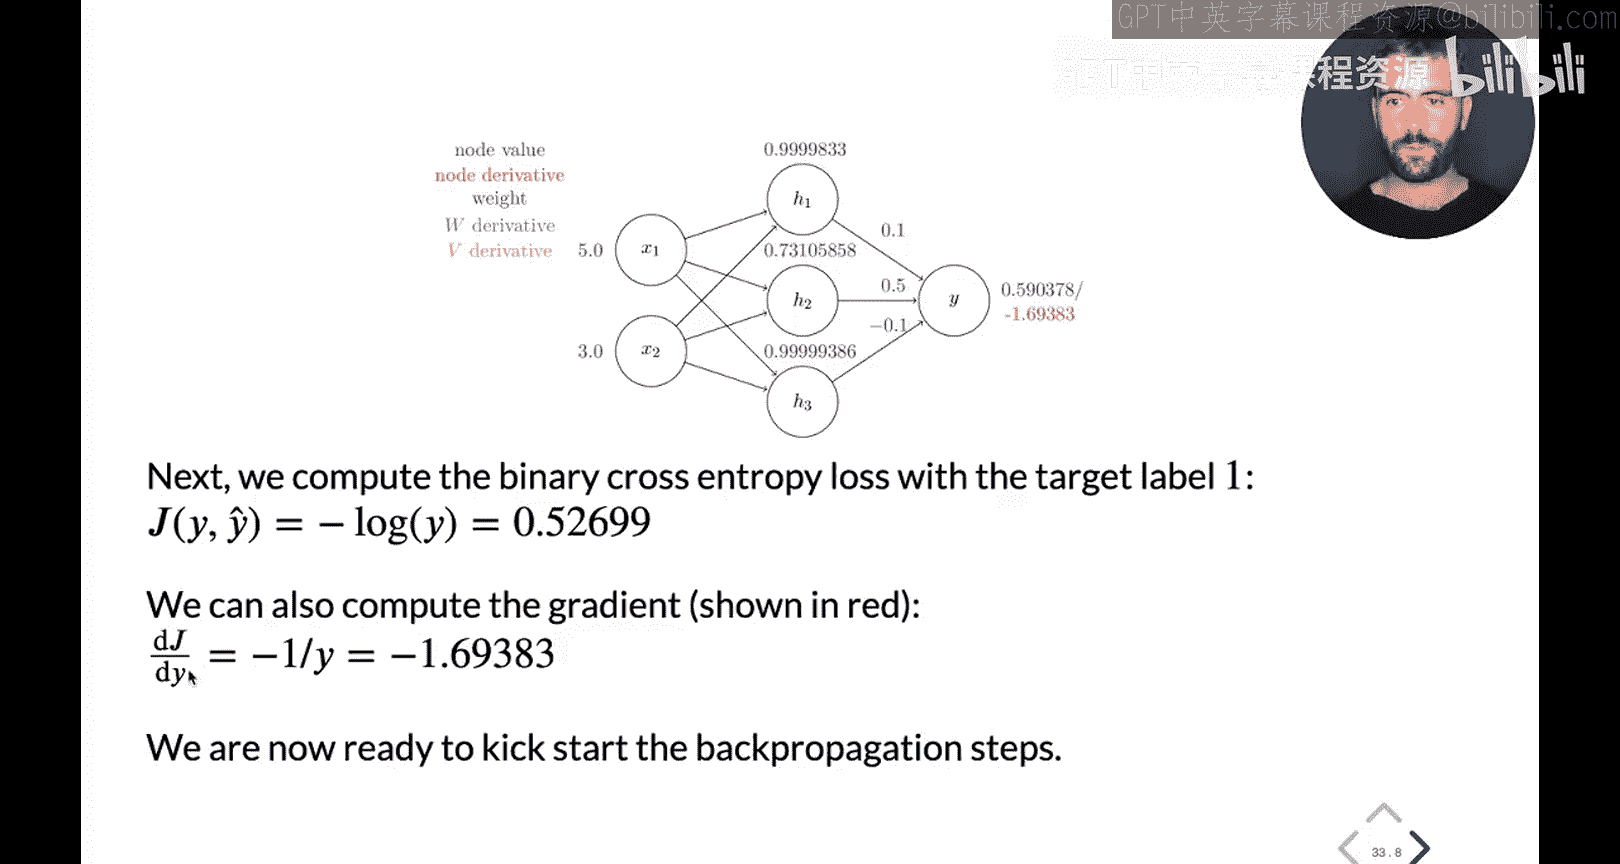 GPT中英字幕课程资源@bilibili.com
课程资源 bilibili
node value
node derivative
weight
W derivative
V derivative
0.9999833
h₁
0.1
5.0 x₁
0.73105858
h₂
0.5
y
0.590378/
-1.69383
−0.1
3.0 x₂
0.99999386
h₃
Next, we compute the binary cross entropy loss with the target label 1:
J(y, ŷ) = − log(y) = 0.52699
We can also compute the gradient (shown in red):
dJ/dy = −1/y = −1.69383
We are now ready to kick start the backpropagation steps.
33.8